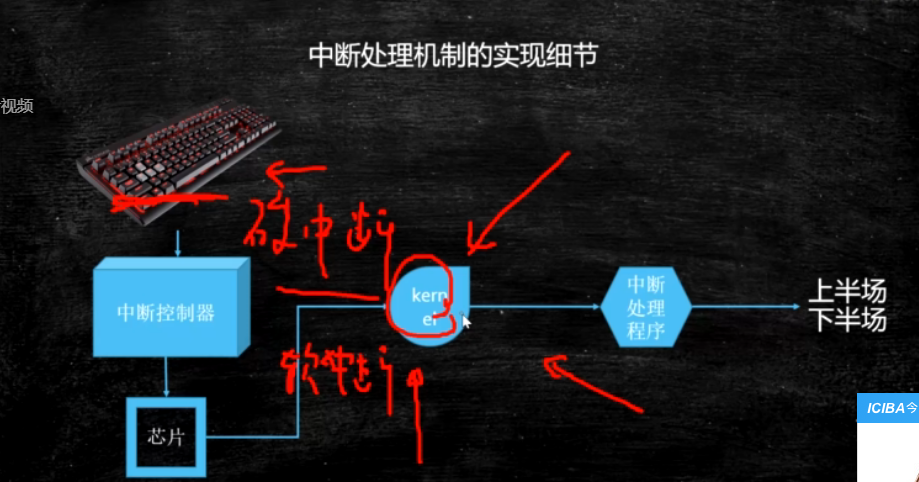 中断处理机制的实现细节
视频
硬中断
中断控制器
kern
el
中断
处理
程序
上半场
下半场
软中断
芯片
ICIBA今